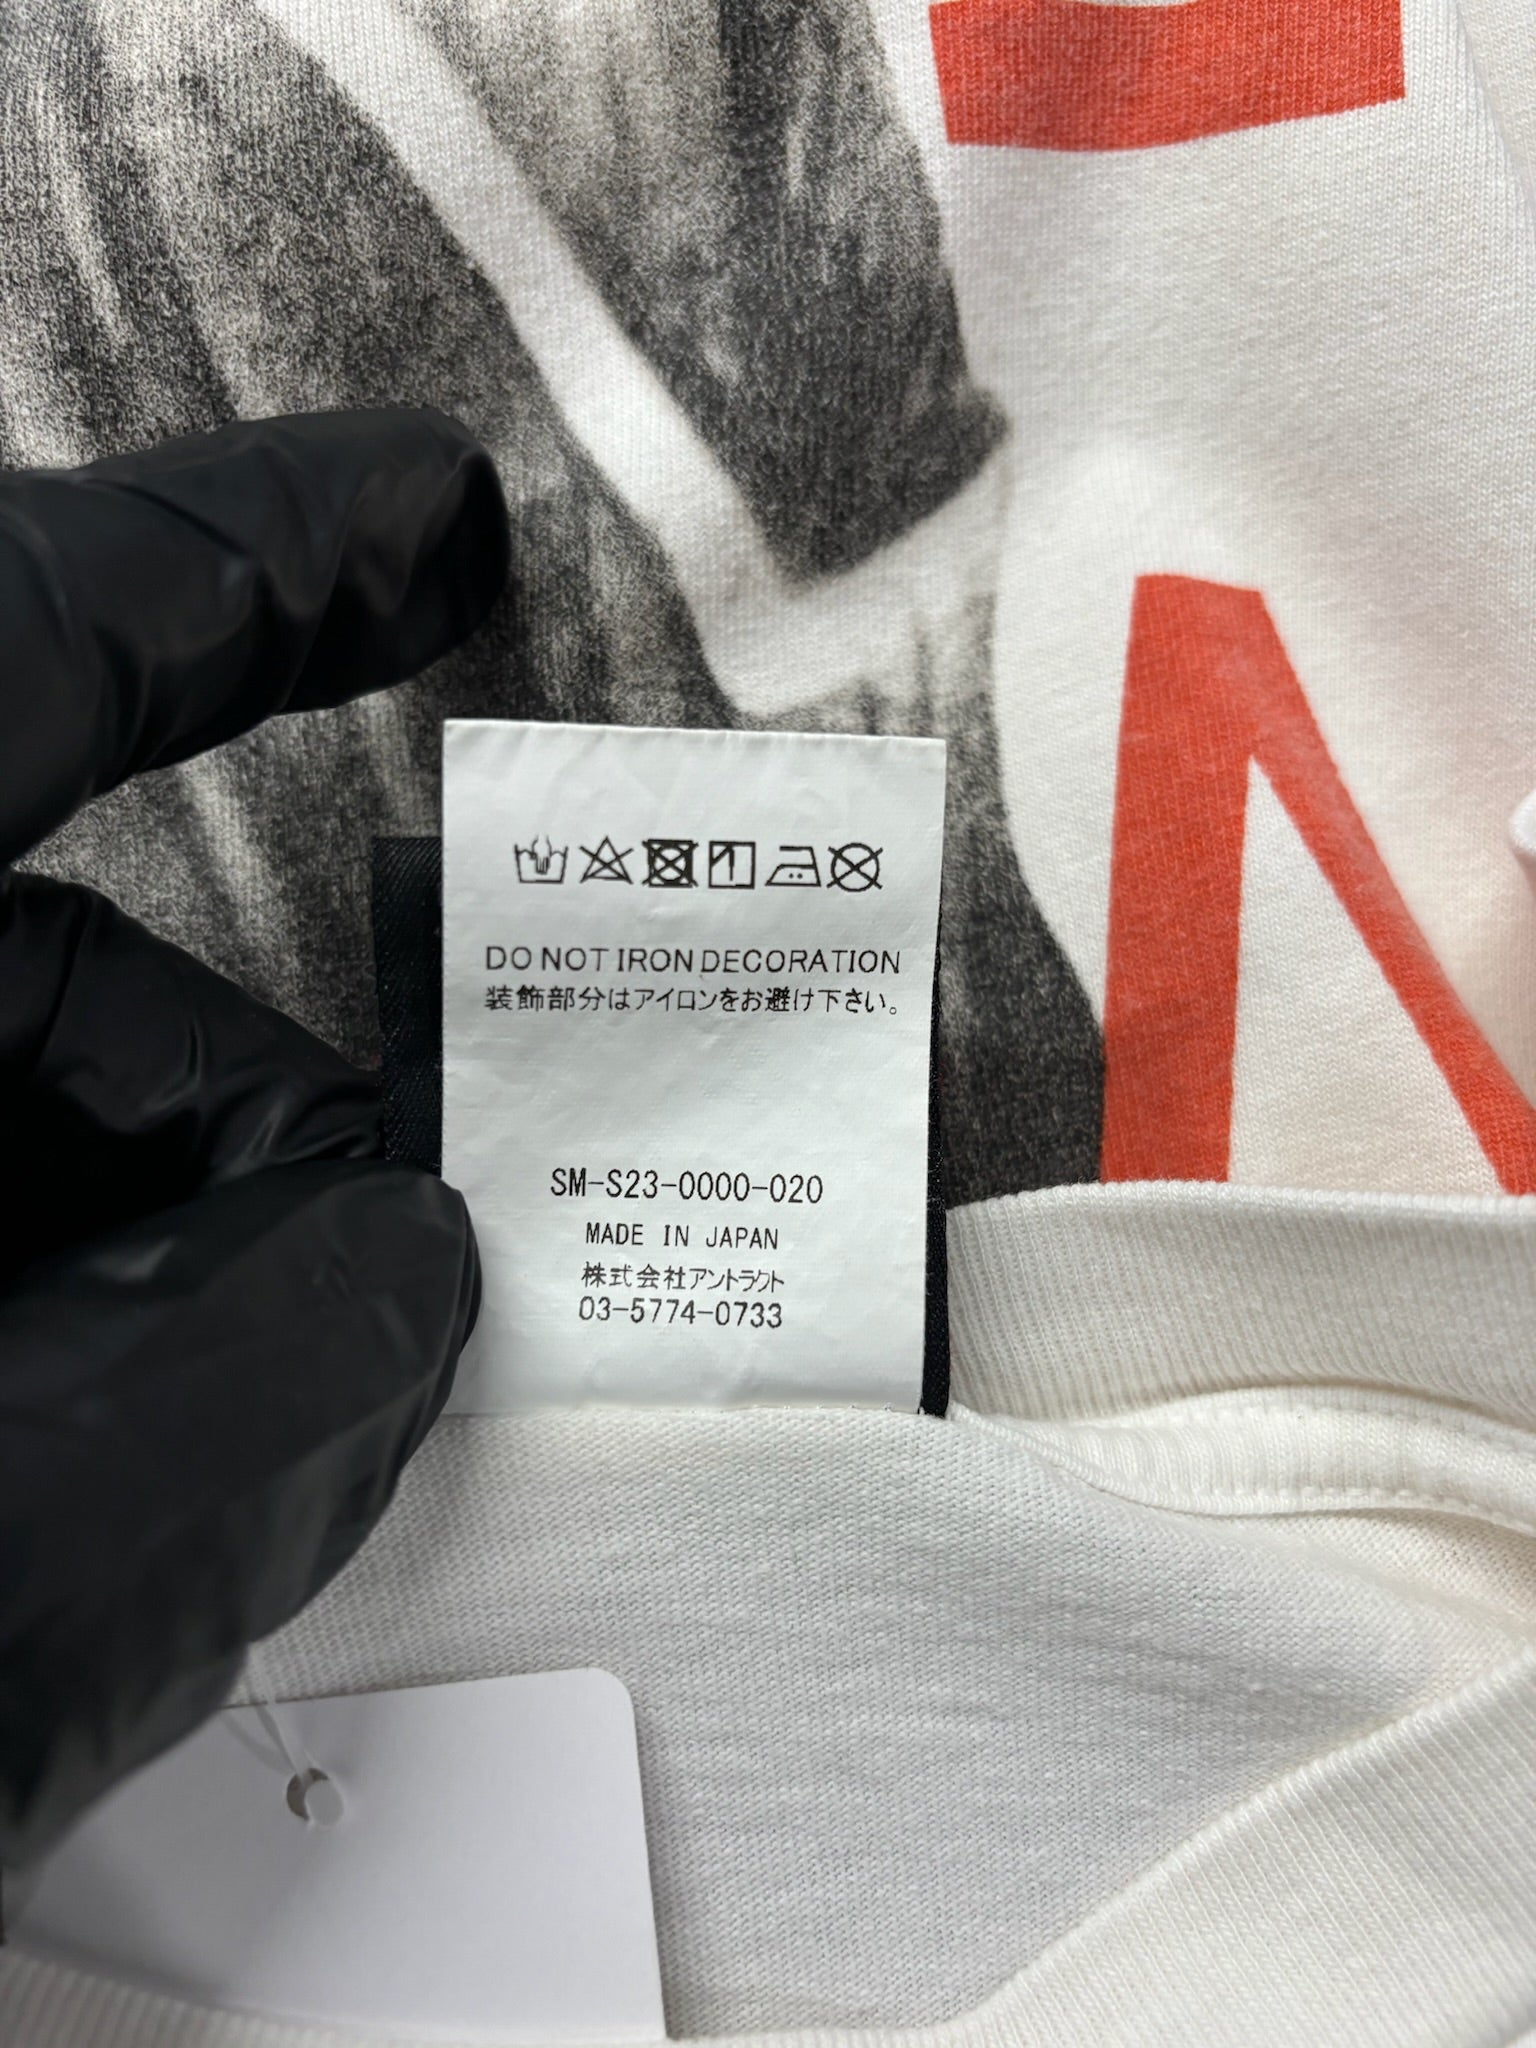 DO NOT IRON DECORATION
装飾部分はアイロンをお避け下さい。
SM-S23-0000-020
MADE IN JAPAN
株式会社アントラクト
03-5774-0733